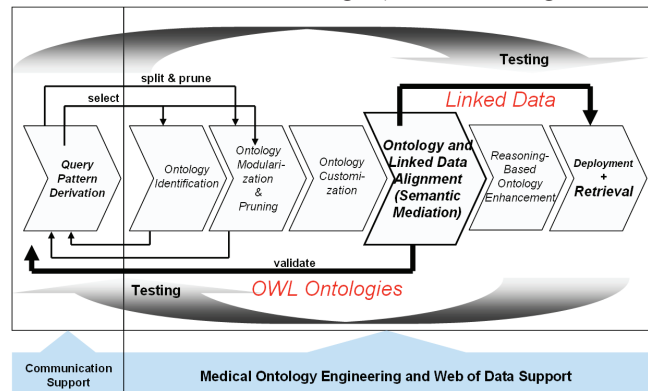 Testing
split & prune
select
Linked Data
Query
Pattern
Derivation
Ontology
Identification
Ontology
Modulari-
zation
&
Pruning
Ontology
Customi-
zation
Ontology and
Linked Data
Alignment
(Semantic
Mediation)
Reasoning-
Based
Ontology
Enhancement
Deployment
+
Retrieval
validate
Testing
OWL Ontologies
Communication
Support
Medical Ontology Engineering and Web of Data Support